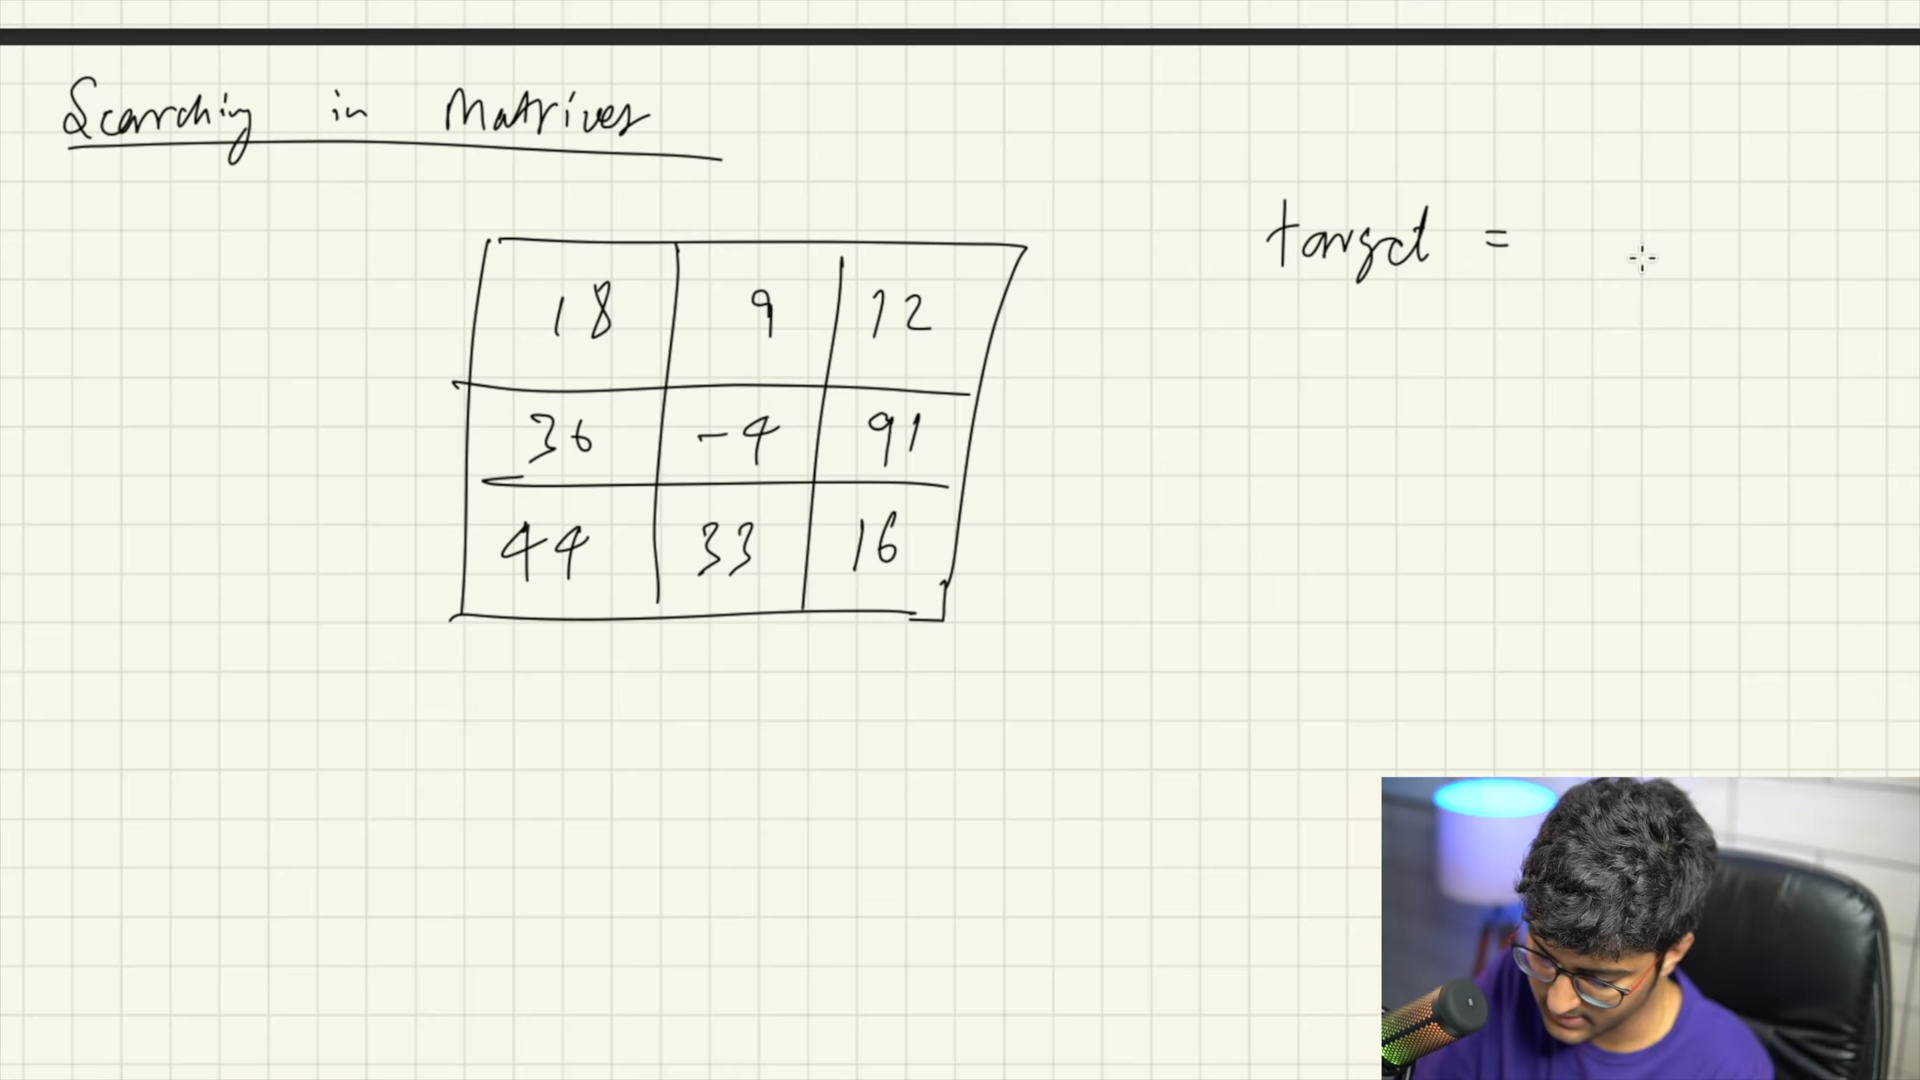 Searching in Matrices
target =
18 9 12
36 -4 91
44 33 16